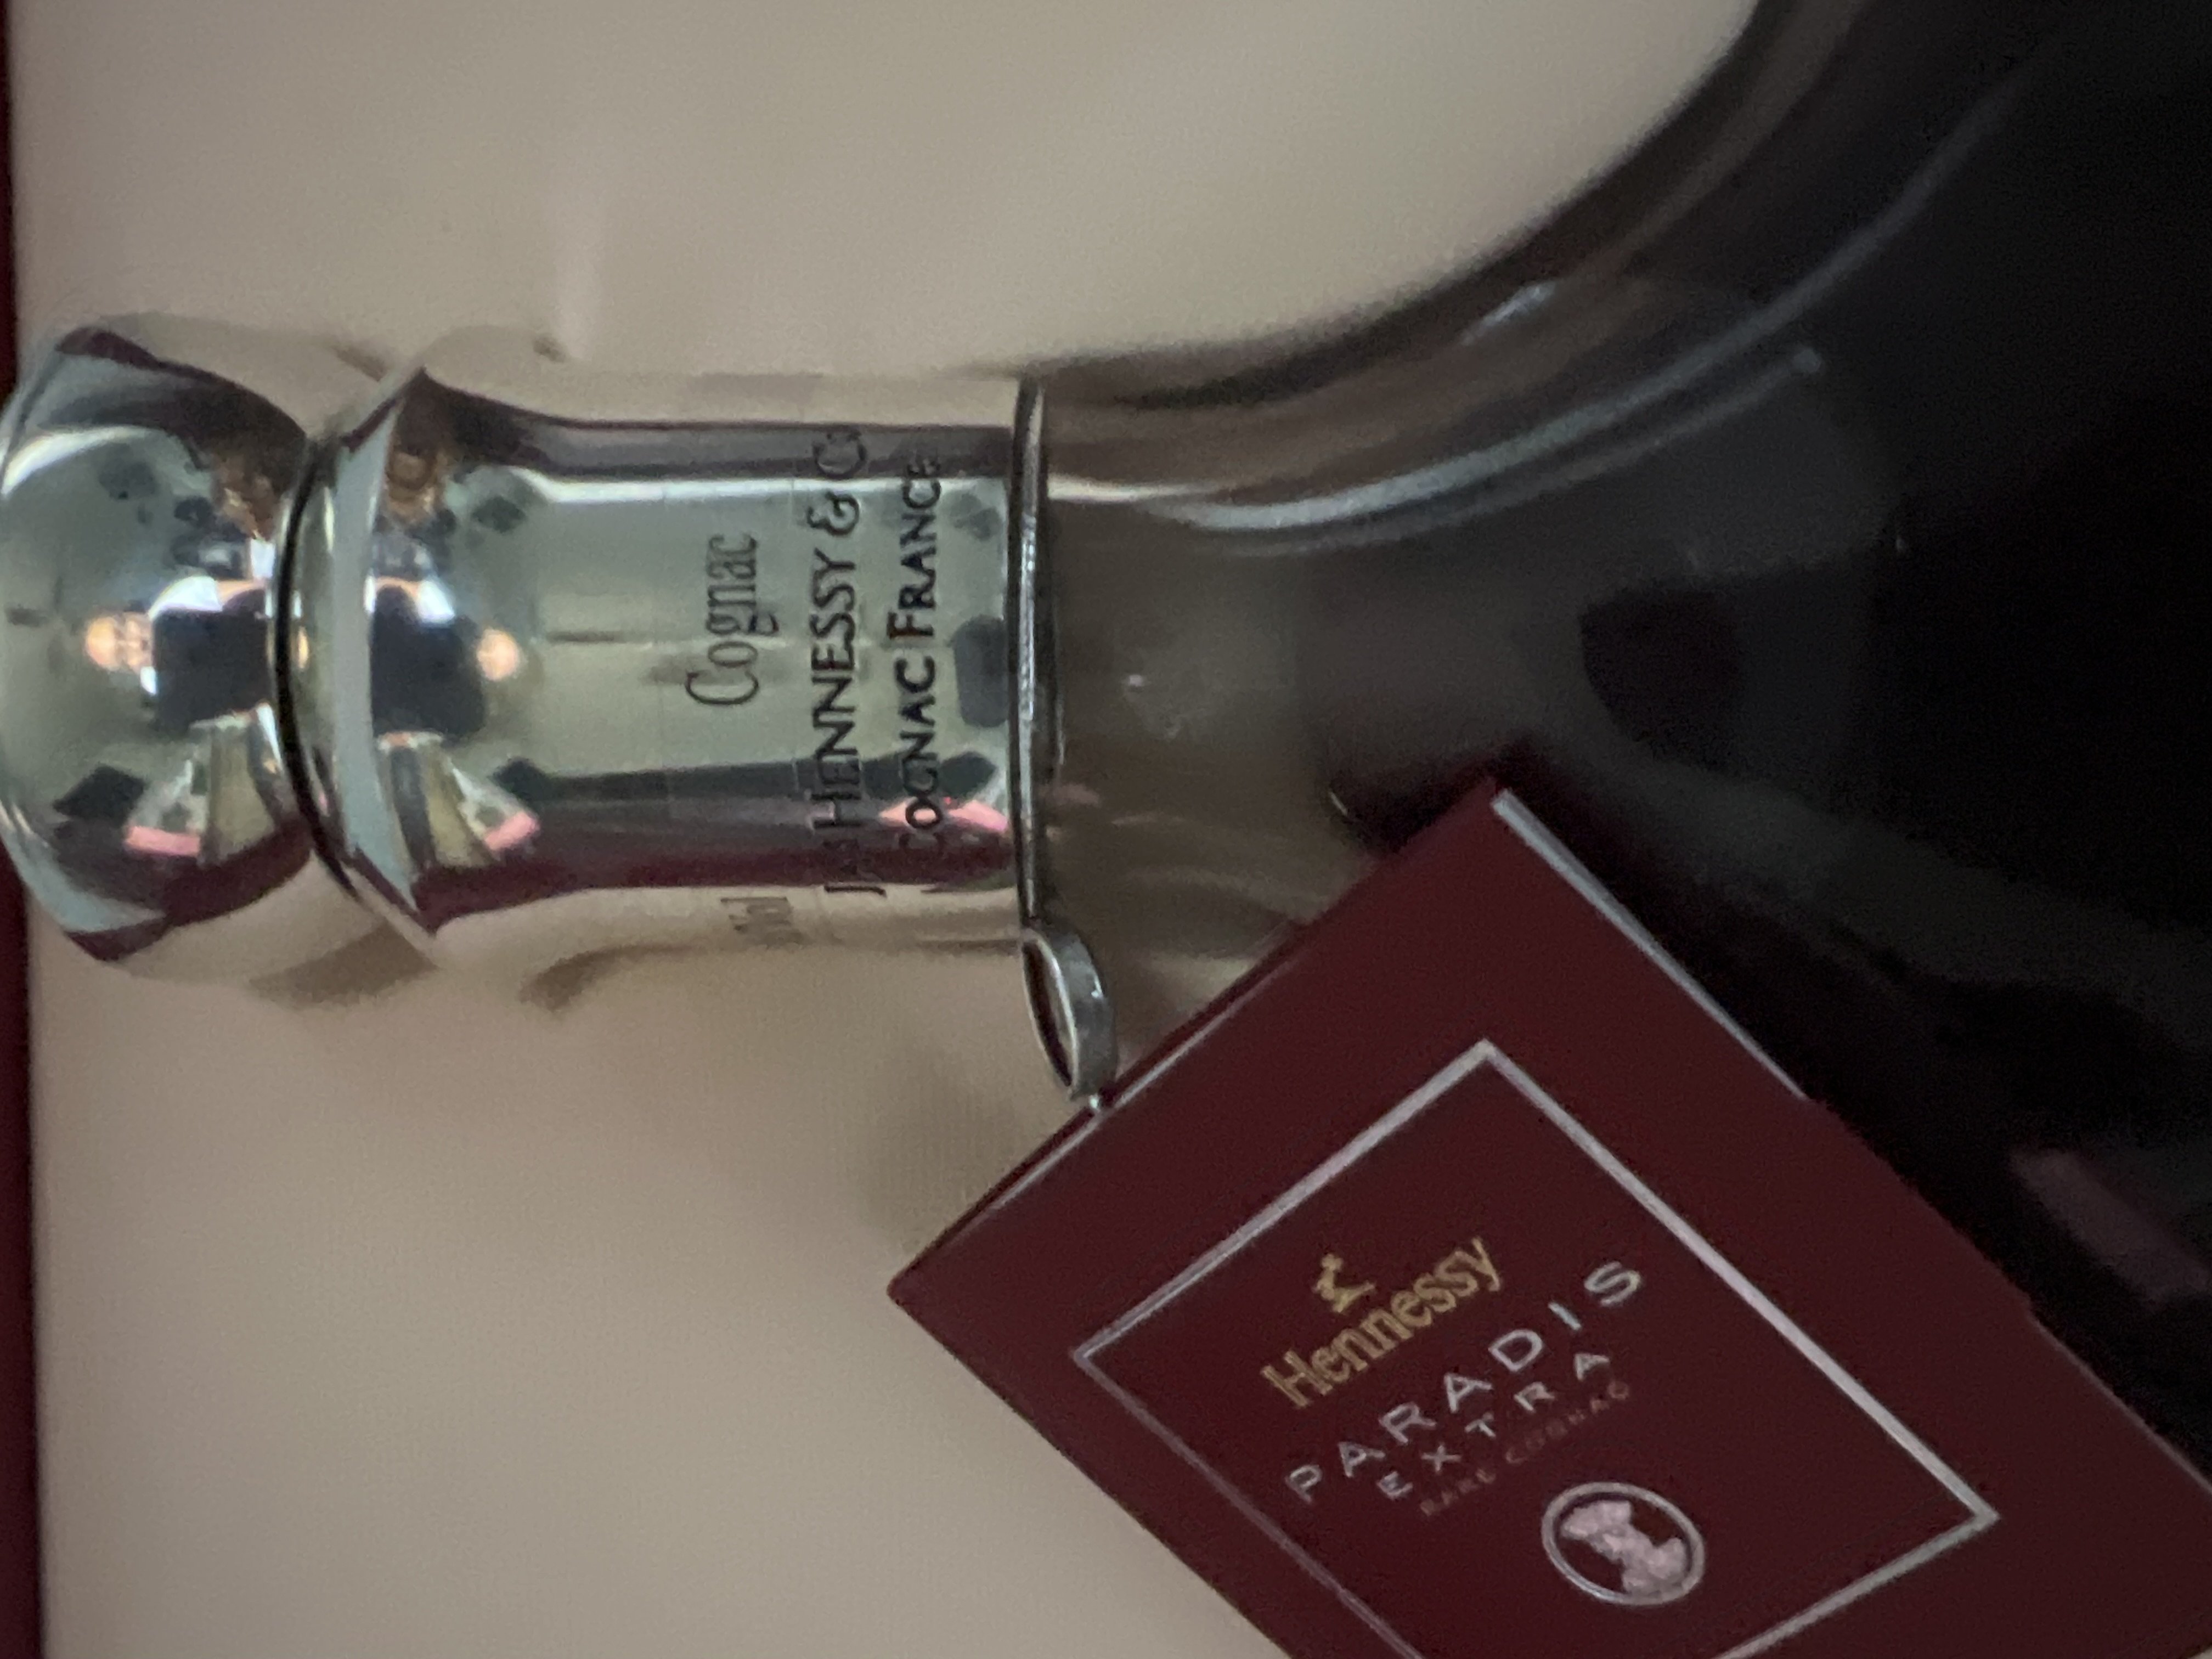 Cognac
JAS HENNESSY & Co
COGNAC FRANCE
Hennessy
PARADIS
EXTRA
RARE COGNAC